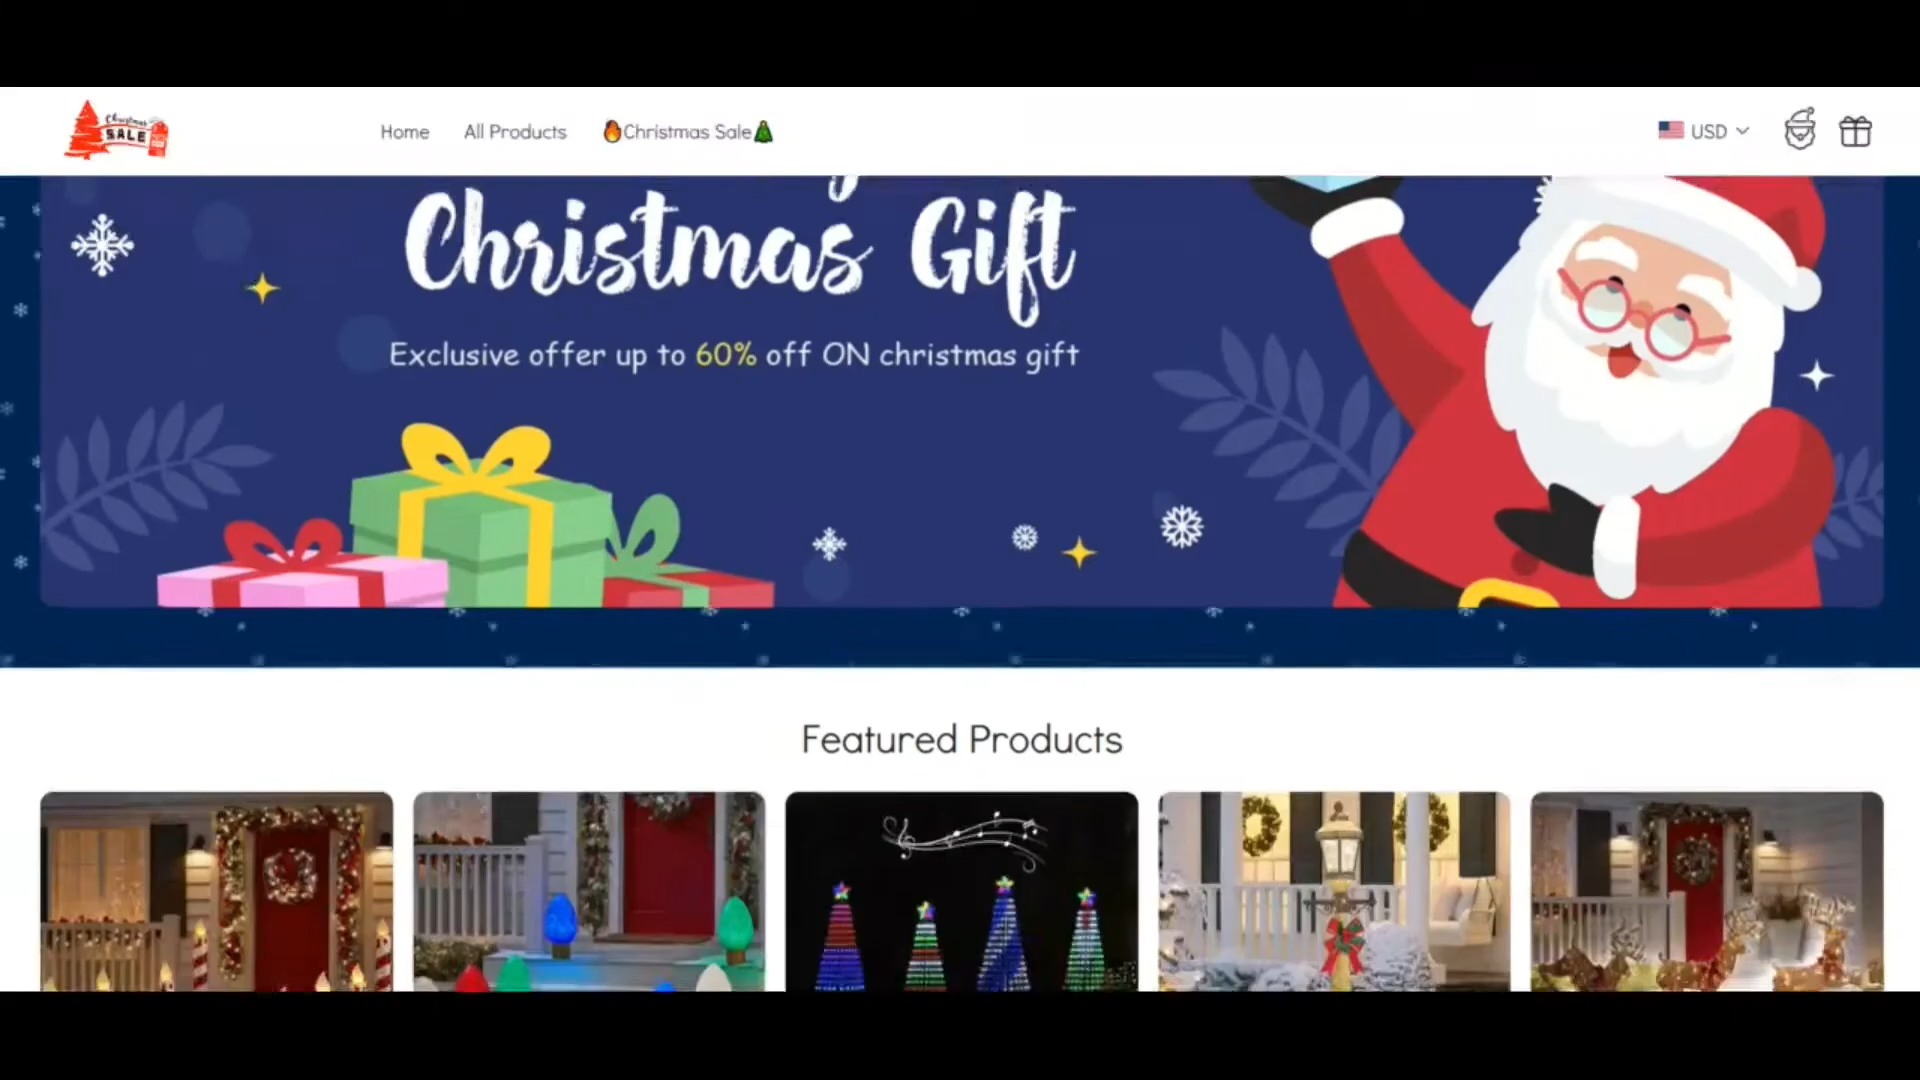 Christmas
SALE
Home
All Products
🔥Christmas Sale🎄
USD
Christmas Gift
Exclusive offer up to 60% off ON christmas gift
Featured Products